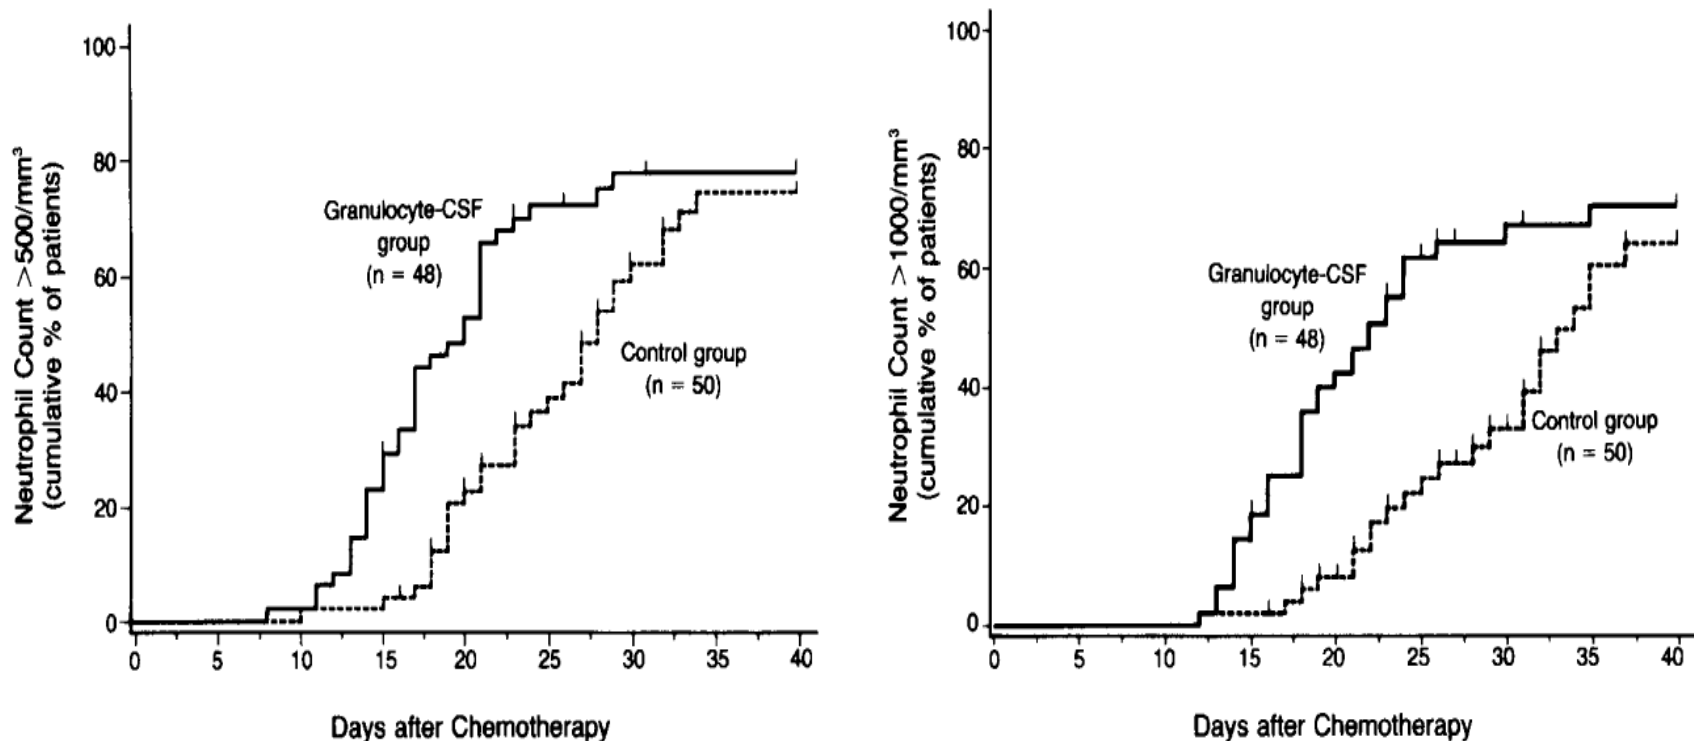 Neutrophil Count >500/mm³
(cumulative % of patients)
100
80
60
40
20
0
Granulocyte-CSF
group
(n = 48)
Control group
(n = 50)
0 5 10 15 20 25 30 35 40
Days after Chemotherapy
Neutrophil Count >1000/mm³
(cumulative % of patients)
100
80
60
40
20
0
Granulocyte-CSF
group
(n = 48)
Control group
(n = 50)
0 5 10 15 20 25 30 35 40
Days after Chemotherapy